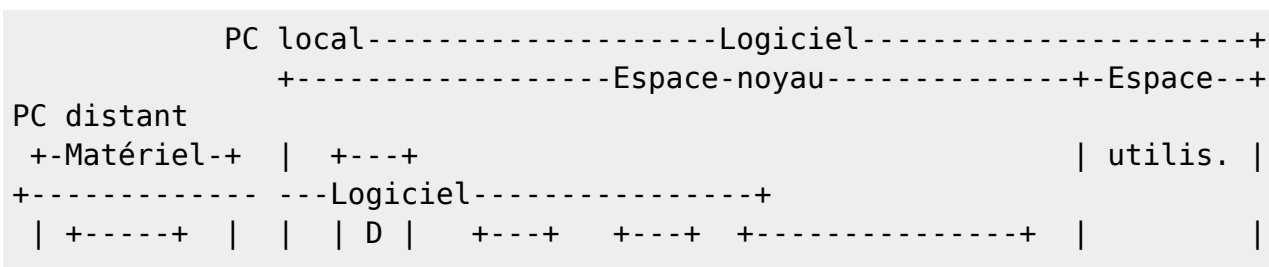 PC local--------------------Logiciel----------------------+
               +------------------Espace-noyau--------------+-Espace--+
PC distant
 +-Matériel-+  |  +---+                                     | utilis. |
+------------- ---Logiciel----------------+
 | +-----+  |  |  | D |   +---+   +---+  +---------------+  |         |